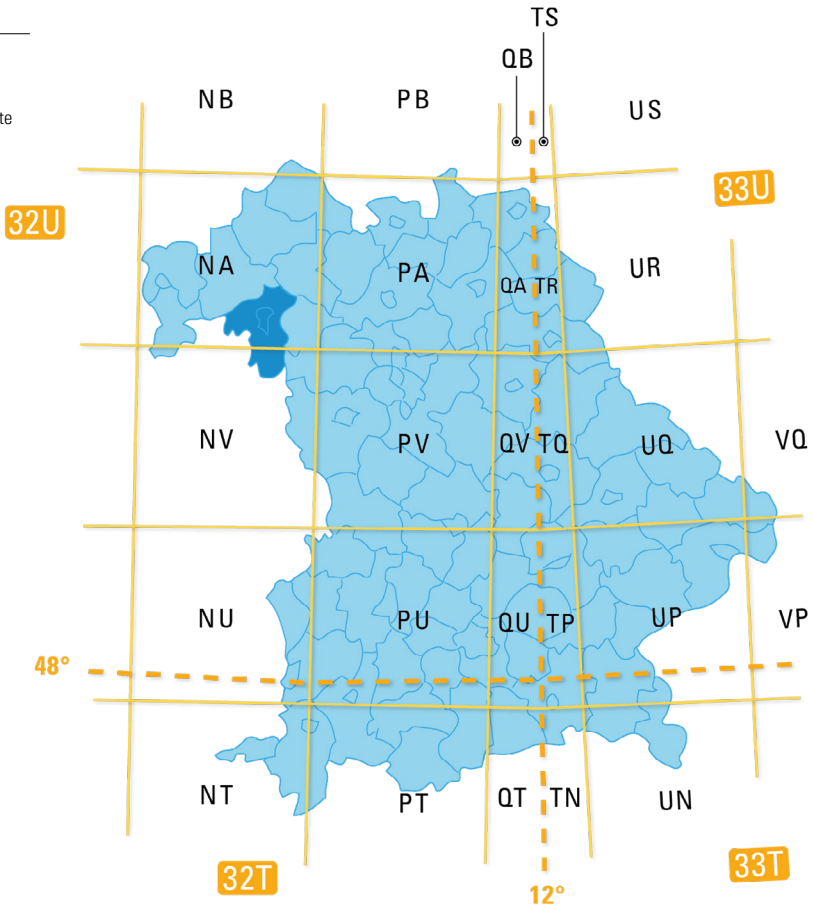 TS
QB
NB
PB
US
te
33U
32U
NA
PA
QA
TR
UR
NV
PV
QV
TQ
UQ
VQ
NU
PU
QU
TP
UP
VP
48°
NT
PT
QT
TN
UN
32T
33T
12°